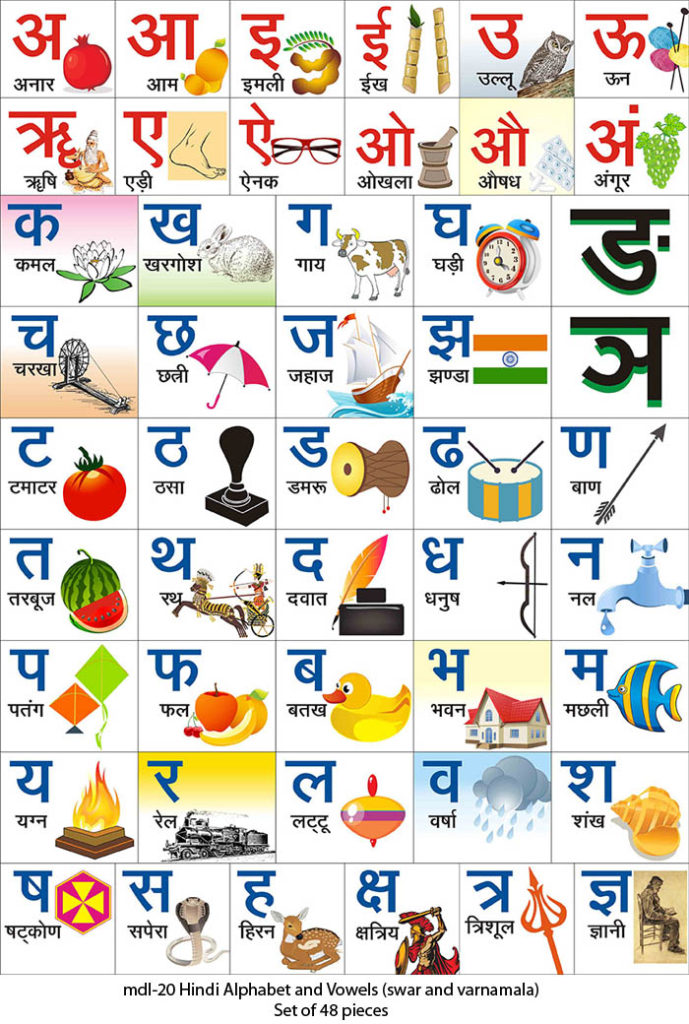 अ आ इ ई उ ऊ
अनार आम इमली ईख उल्लू ऊन
ऋ ए ऐ ओ औ अं
ऋषि एड़ी ऐनक ओखला औषध अंगूर
क ख ग घ ङ
कमल खरगोश गाय घड़ी
च छ ज झ ञ
चरखा छत्री जहाज झण्डा
ट ठ ड ढ ण
टमाटर ठसा डमरू ढोल बाण
त थ द ध न
तरबूज रथ दवात धनुष नल
प फ ब भ म
पतंग फल बतख भवन मछली
य र ल व श
यग्न रेल लट्टू वर्षा शंख
ष स ह क्ष त्र ज्ञ
षट्कोण सपेरा हिरन क्षत्रिय त्रिशूल ज्ञानी
mdl-20 Hindi Alphabet and Vowels (swar and varnamala)
Set of 48 pieces